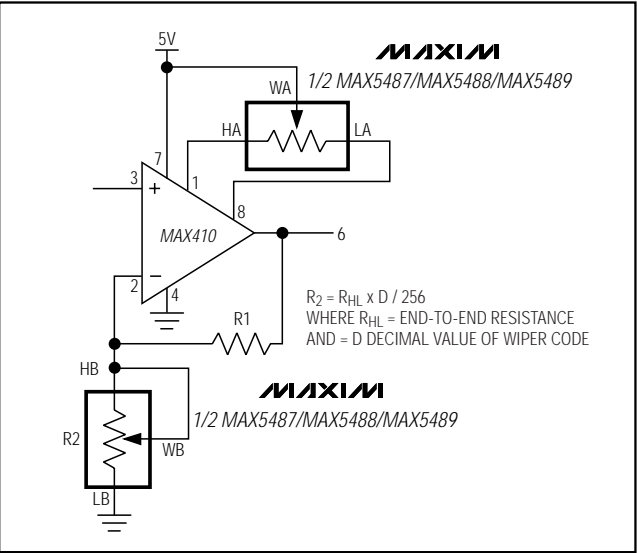 5V
MAXIM
1/2 MAX5487/MAX5488/MAX5489
WA
HA
LA
7
3
1
+
8
MAX410
6
−
2
4
R2 = RHL x D / 256
WHERE RHL = END-TO-END RESISTANCE
AND = D DECIMAL VALUE OF WIPER CODE
R1
HB
MAXIM
1/2 MAX5487/MAX5488/MAX5489
R2
WB
LB